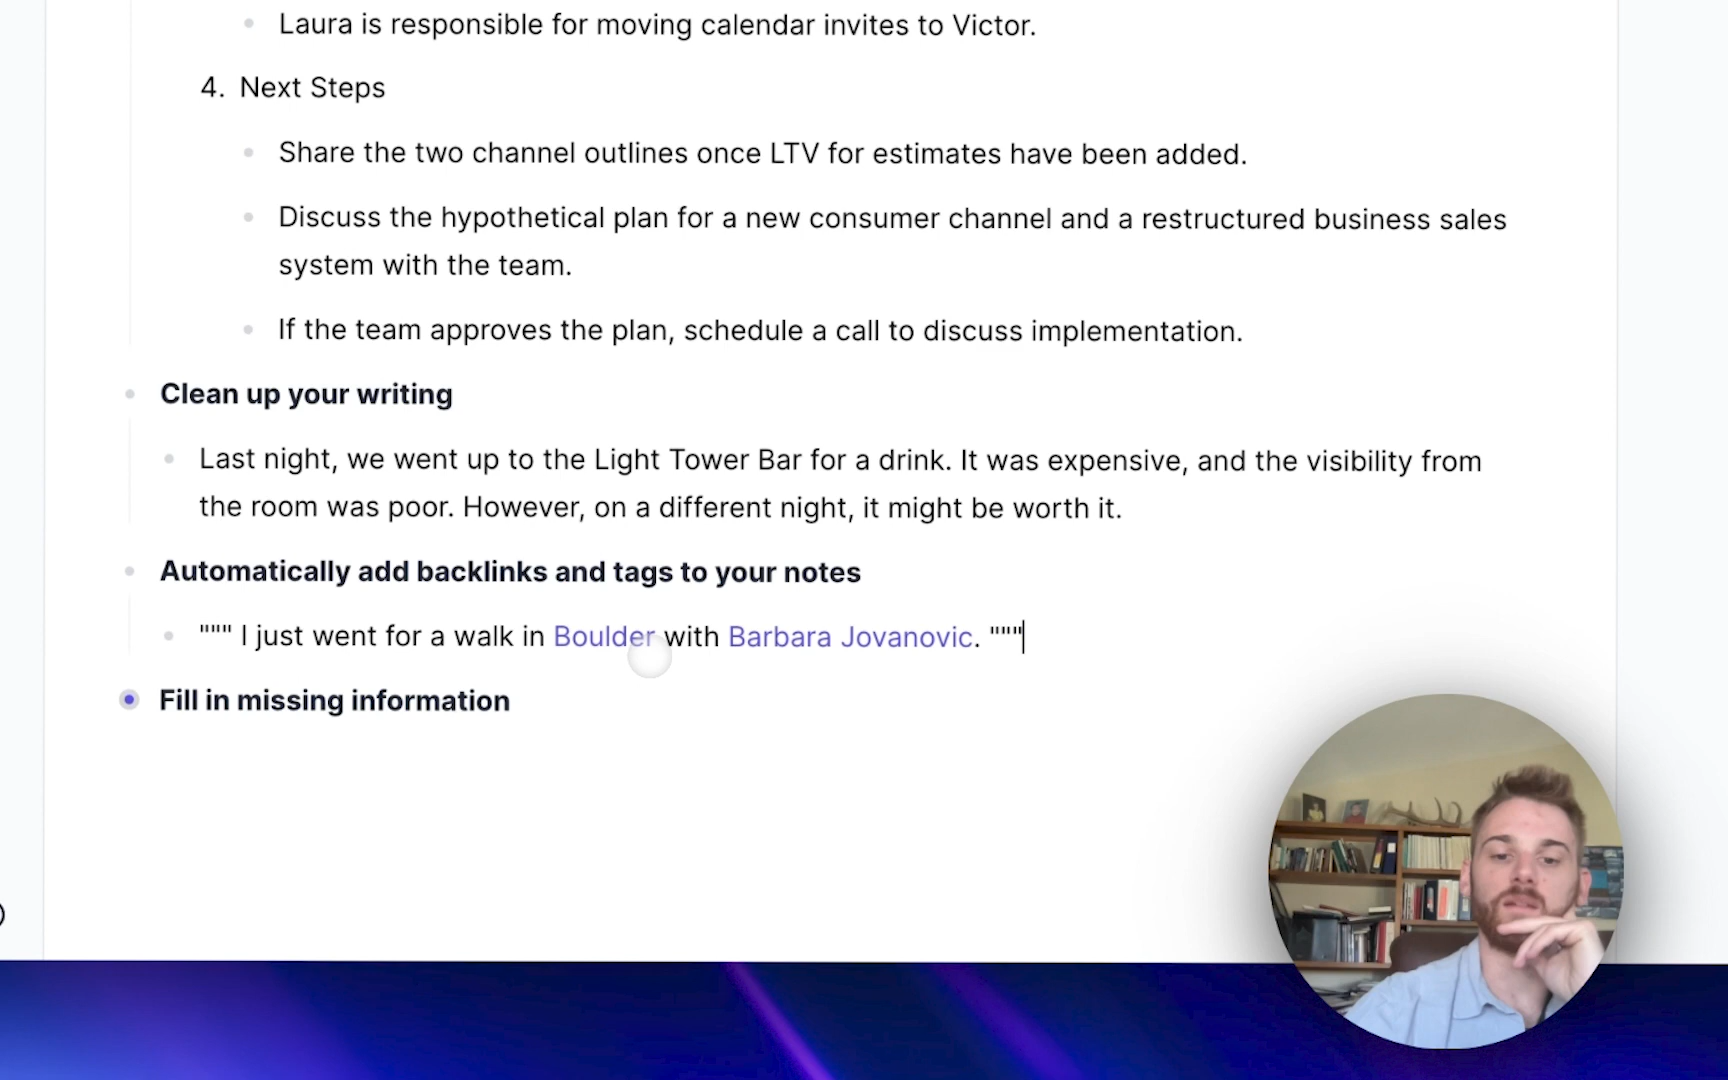 Laura is responsible for moving calendar invites to Victor.
4. Next Steps
Share the two channel outlines once LTV for estimates have been added.
Discuss the hypothetical plan for a new consumer channel and a restructured business sales
system with the team.
If the team approves the plan, schedule a call to discuss implementation.
Clean up your writing
Last night, we went up to the Light Tower Bar for a drink. It was expensive, and the visibility from
the room was poor. However, on a different night, it might be worth it.
Automatically add backlinks and tags to your notes
""" I just went for a walk in Boulder with Barbara Jovanovic. """
Fill in missing information